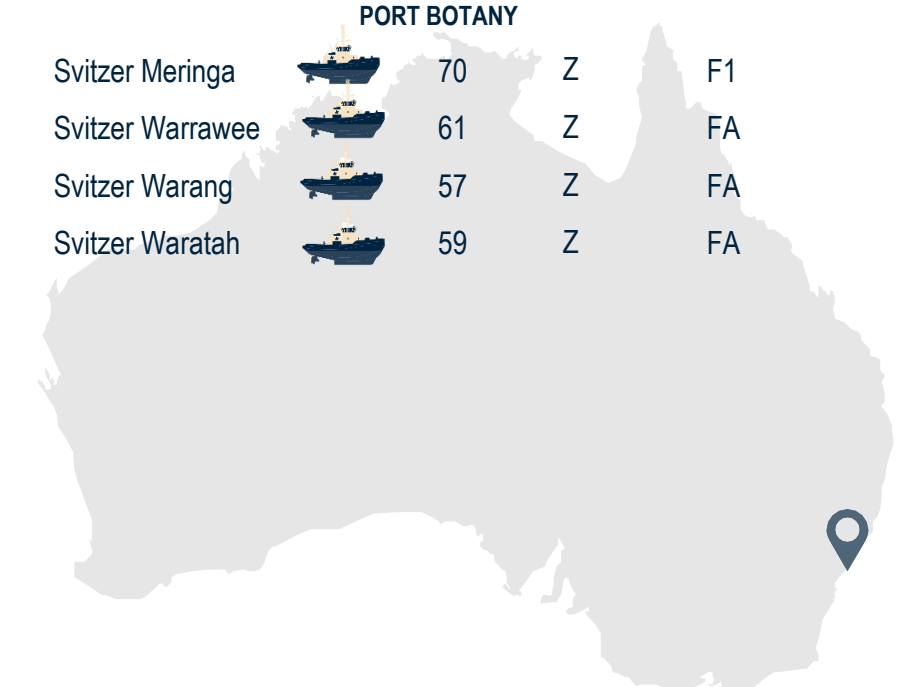 PORT BOTANY
Svitzer Meringa 70 Z F1
Svitzer Warrawee 61 Z FA
Svitzer Warang 57 Z FA
Svitzer Waratah 59 Z FA